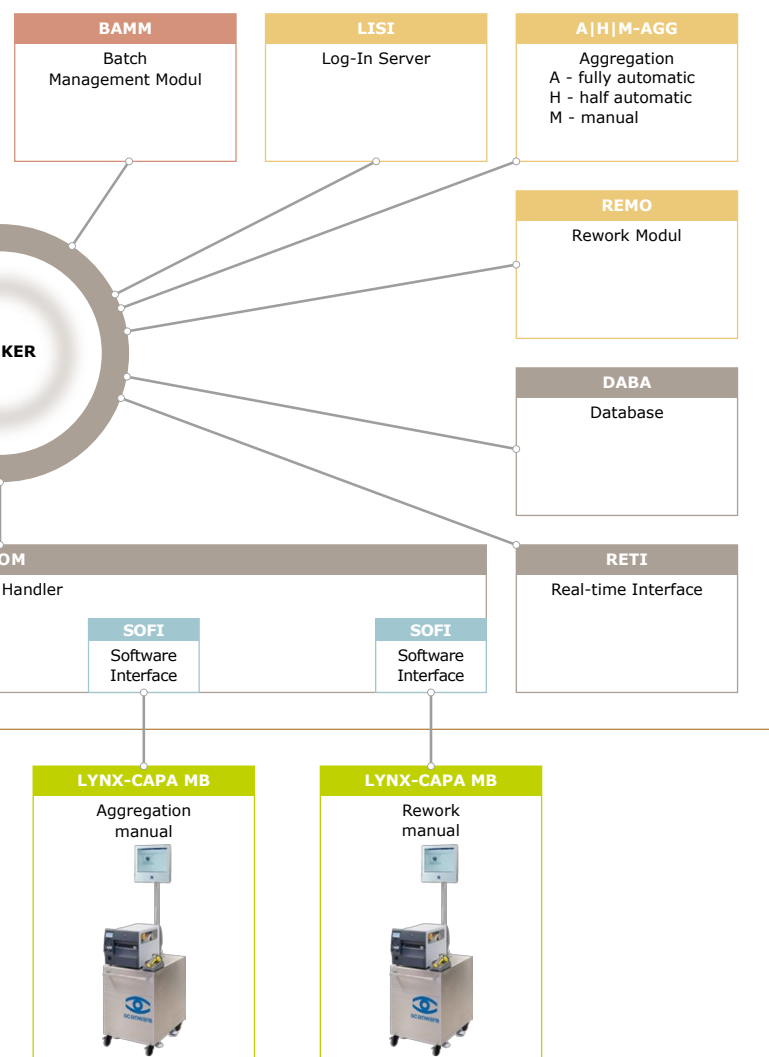 BAMM
Batch
Management Modul
LISI
Log-In Server
A|H|M-AGG
Aggregation
A - fully automatic
H - half automatic
M - manual
REMO
Rework Modul
KER
DABA
Database
OM
Handler
SOFI
Software
Interface
SOFI
Software
Interface
RETI
Real-time Interface
LYNX-CAPA MB
Aggregation
manual
scanware
LYNX-CAPA MB
Rework
manual
scanware